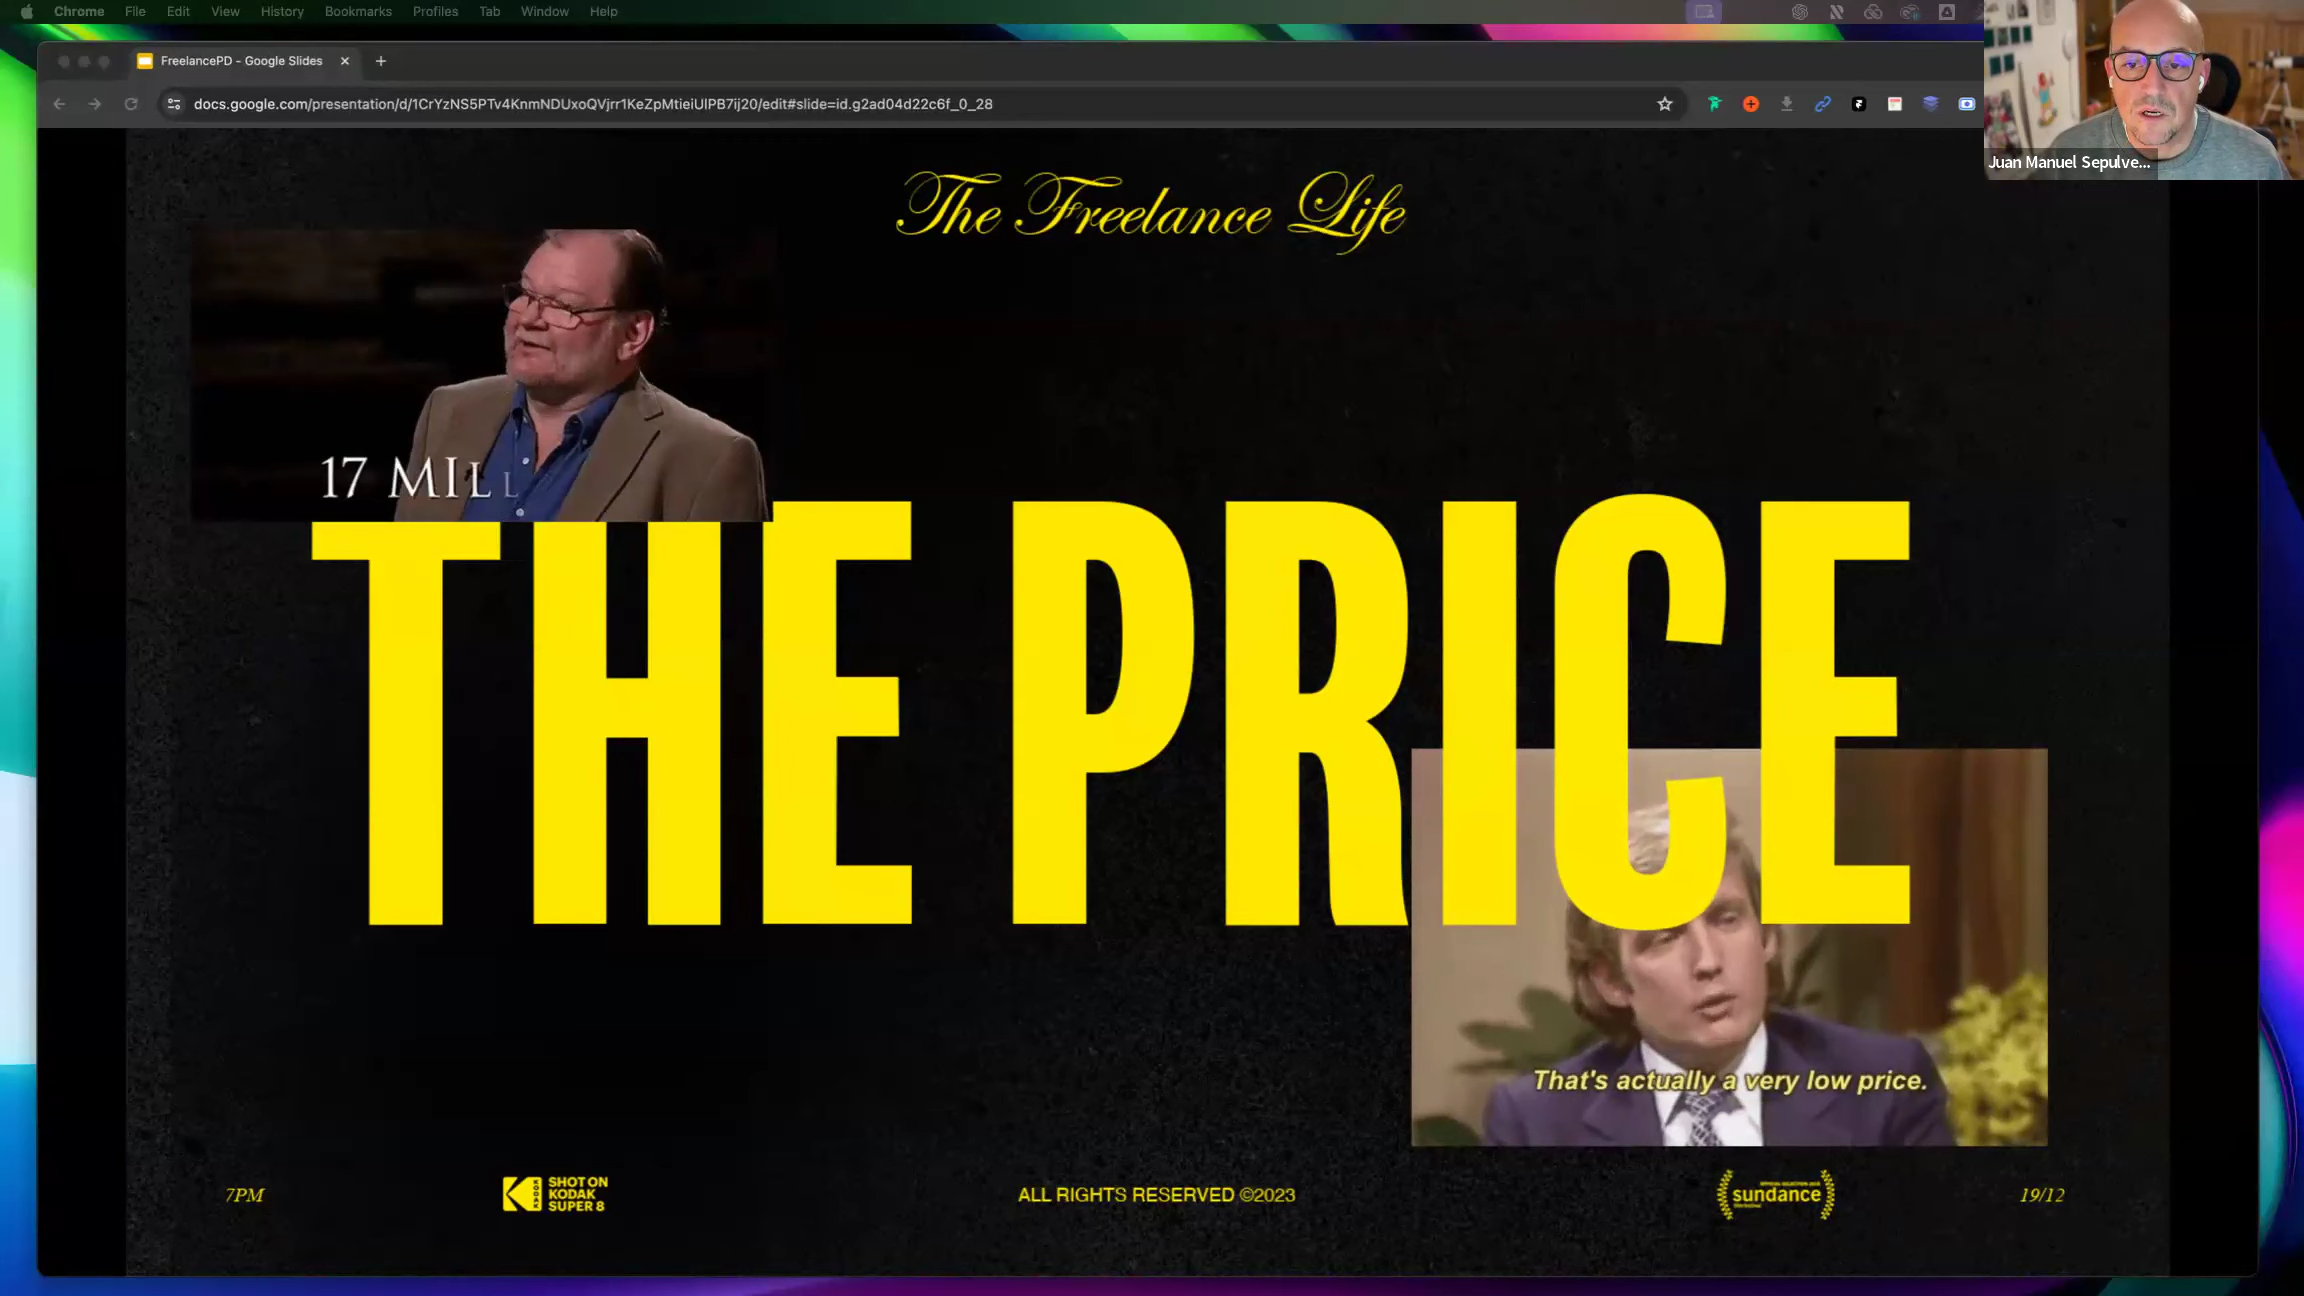 Chrome File Edit View History Bookmarks Profiles Tab Window Help
FreelancePD - Google Slides
docs.google.com/presentation/d/1CrYzNS5PTv4KnmNDUxoQVjrr1KeZpMtieiUlPB7ij20/edit#slide=id.g2ad04d22c6f_0_28
Juan Manuel Sepulve...
The Freelance Life
17 MILL
THE PRICE
That's actually a very low price.
7PM
KODAK
SHOT ON
KODAK
SUPER 8
ALL RIGHTS RESERVED ©2023
sundance
19/12